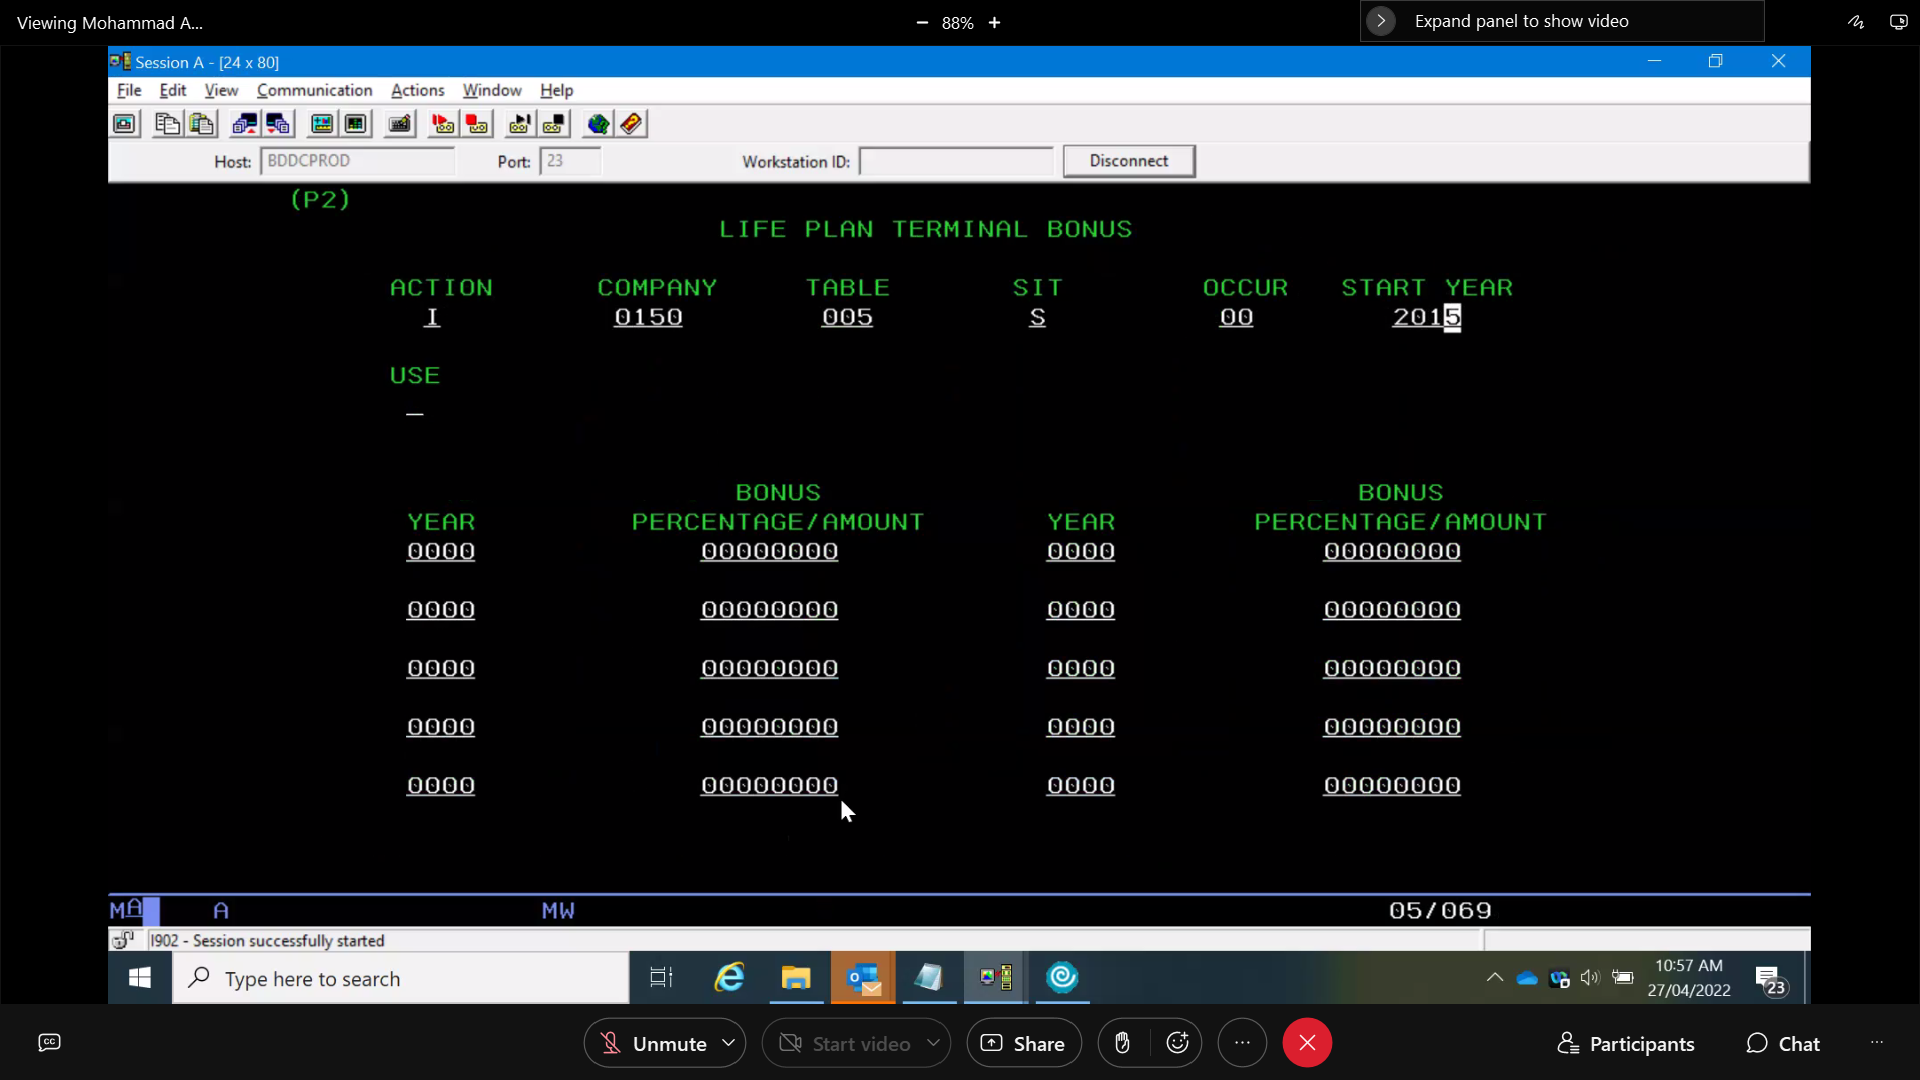 Viewing Mohammad A...
88%
Expand panel to show video
Session A - [24 x 80]
File Edit View Communication Actions Window Help
Host: BDDCPROD Port: 23 Workstation ID: Disconnect
(P2)
LIFE PLAN TERMINAL BONUS
ACTION COMPANY TABLE SIT OCCUR START YEAR
I 0150 005 S 00 2015
USE
BONUS BONUS
YEAR PERCENTAGE/AMOUNT YEAR PERCENTAGE/AMOUNT
0000 00000000 0000 00000000
0000 00000000 0000 00000000
0000 00000000 0000 00000000
0000 00000000 0000 00000000
0000 00000000 0000 00000000
MA A MW 05/069
I902 - Session successfully started
Type here to search
10:57 AM
27/04/2022
23
Unmute Start video Share Participants Chat